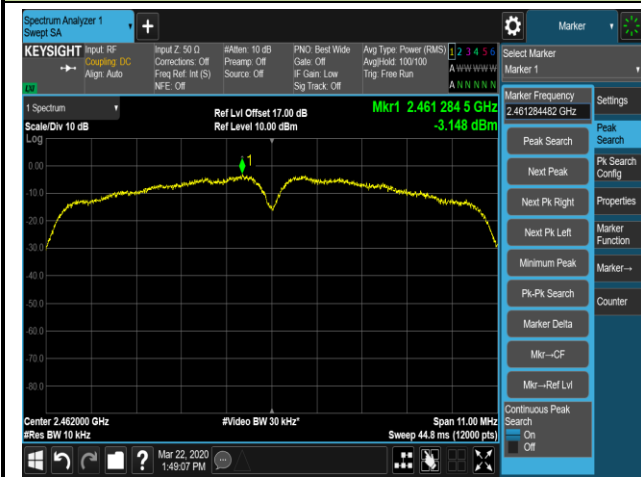 Spectrum Analyzer 1
Swept SA
Marker
KEYSIGHT
Input: RF
Coupling: DC
Align: Auto
Input Z: 50 Ω
Corrections: Off
Freq Ref: Int (S)
NFE: Off
#Atten: 10 dB
Preamp: Off
Source: Off
PNO: Best Wide
Gate: Off
IF Gain: Low
Sig Track: Off
Avg Type: Power (RMS)
Avg|Hold: 100/100
Trig: Free Run
1 2 3 4 5 6
A W W W W W
A N N N N N
Select Marker
Marker 1
1 Spectrum
Scale/Div 10 dB
Log
Ref Lvl Offset 17.00 dB
Ref Level 10.00 dBm
Mkr1 2.461 284 5 GHz
-3.148 dBm
1
0.00
-10.0
-20.0
-30.0
-40.0
-50.0
-60.0
-70.0
-80.0
Center 2.462000 GHz
#Res BW 10 kHz
#Video BW 30 kHz*
Span 11.00 MHz
Sweep 44.8 ms (12000 pts)
Marker Frequency
2.461284482 GHz
Peak Search
Next Peak
Next Pk Right
Next Pk Left
Minimum Peak
Pk-Pk Search
Marker Delta
Mkr→CF
Mkr→Ref Lvl
Continuous Peak
Search
On
Off
Settings
Peak
Search
Pk Search
Config
Properties
Marker
Function
Marker→
Counter
?
Mar 22, 2020
1:49:07 PM